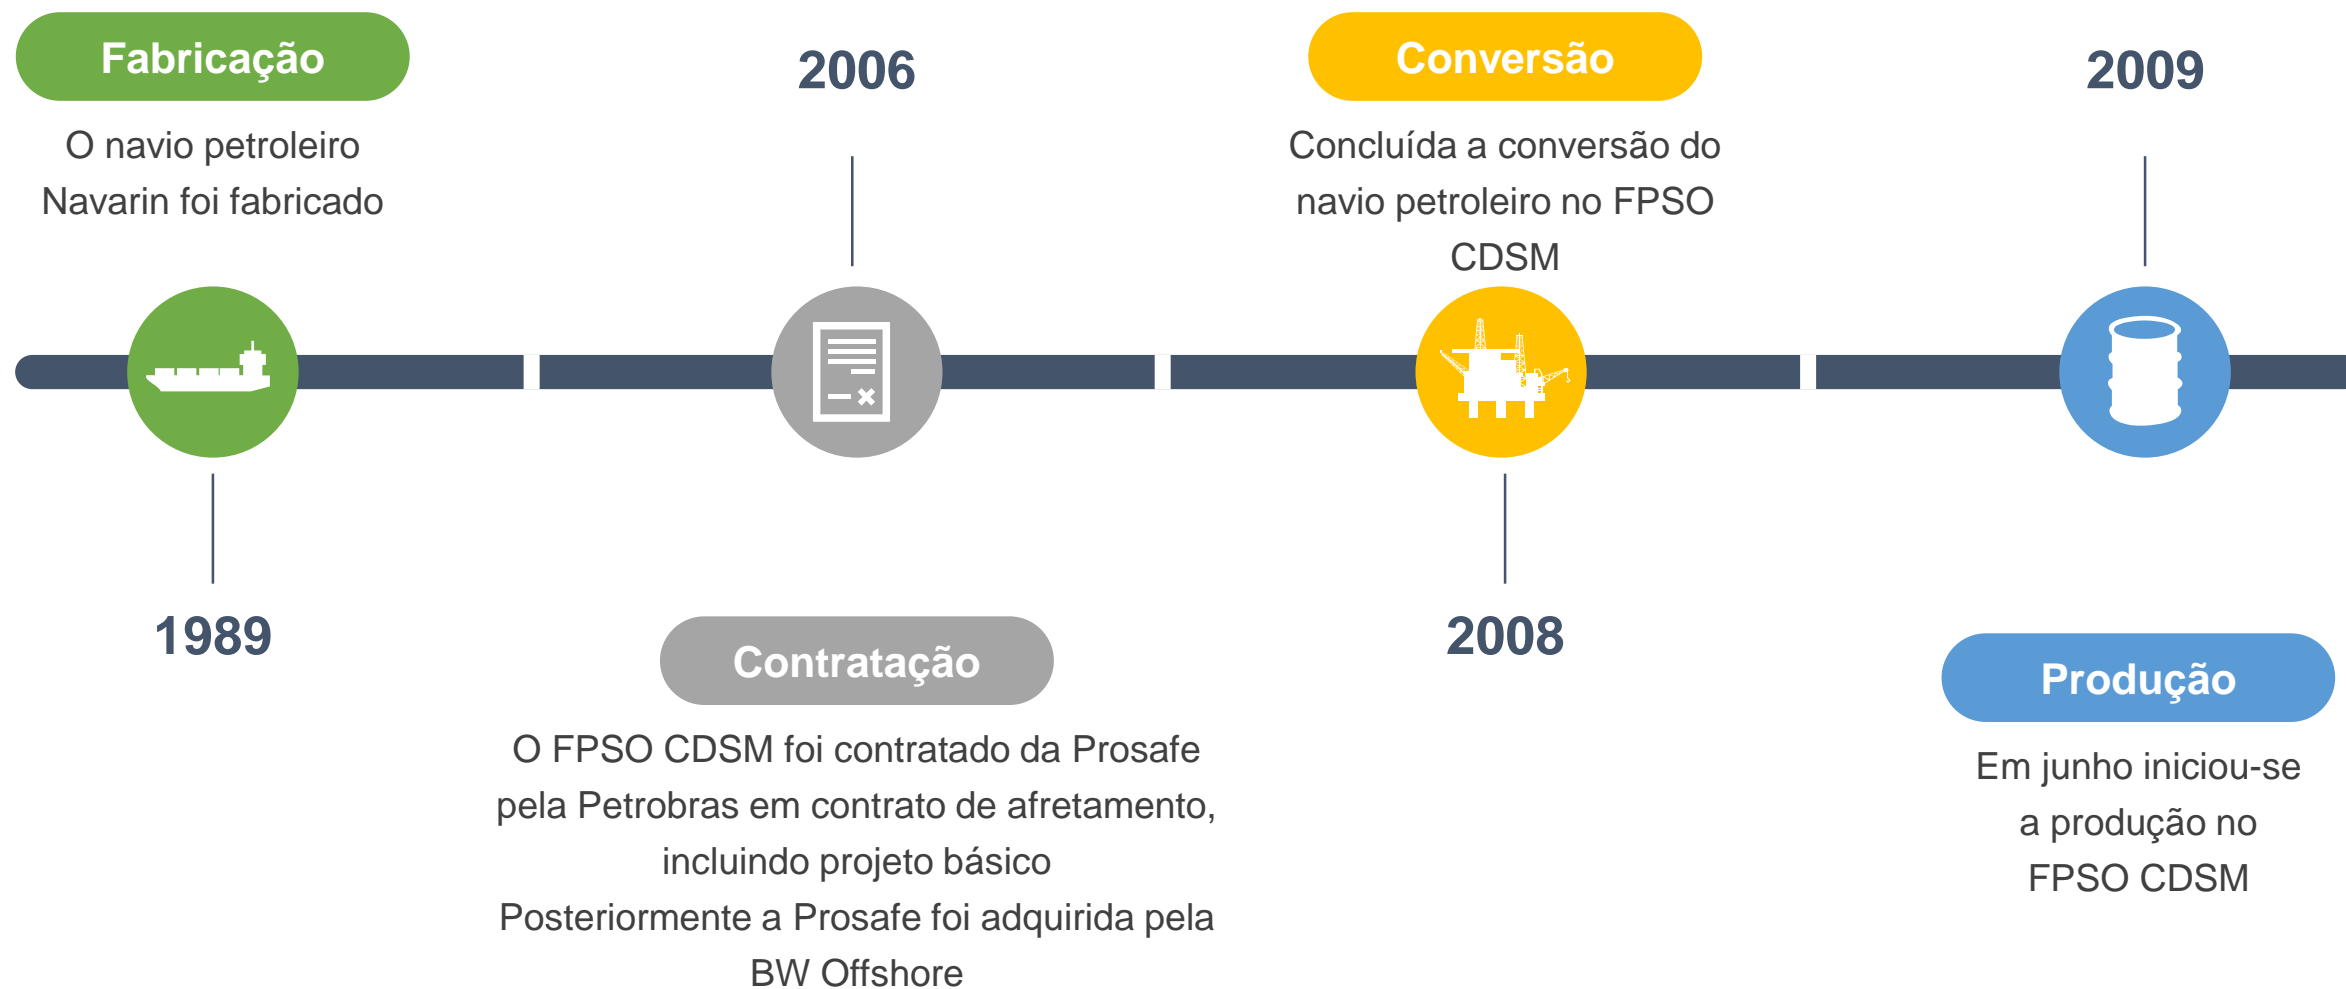 Fabricação
O navio petroleiro
Navarin foi fabricado
1989
2006
Contratação
O FPSO CDSM foi contratado da Prosafe
pela Petrobras em contrato de afretamento,
incluindo projeto básico
Posteriormente a Prosafe foi adquirida pela
BW Offshore
Conversão
Concluída a conversão do
navio petroleiro no FPSO
CDSM
2008
2009
Produção
Em junho iniciou-se
a produção no
FPSO CDSM